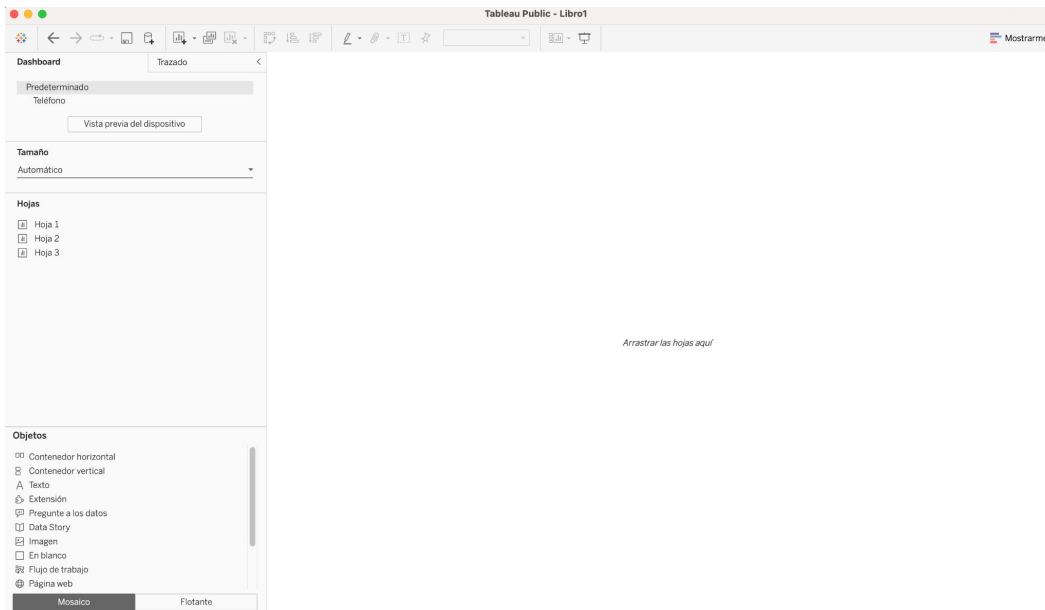 Tableau Public - Libro1
Mostrarme
Dashboard
Trazado
Predeterminado
Teléfono
Vista previa del dispositivo
Tamaño
Automático
Hojas
Hoja 1
Hoja 2
Hoja 3
Arrastrar las hojas aquí
Objetos
Contenedor horizontal
Contenedor vertical
Texto
Extensión
Pregunte a los datos
Data Story
Imagen
En blanco
Flujo de trabajo
Página web
Mosaico
Flotante